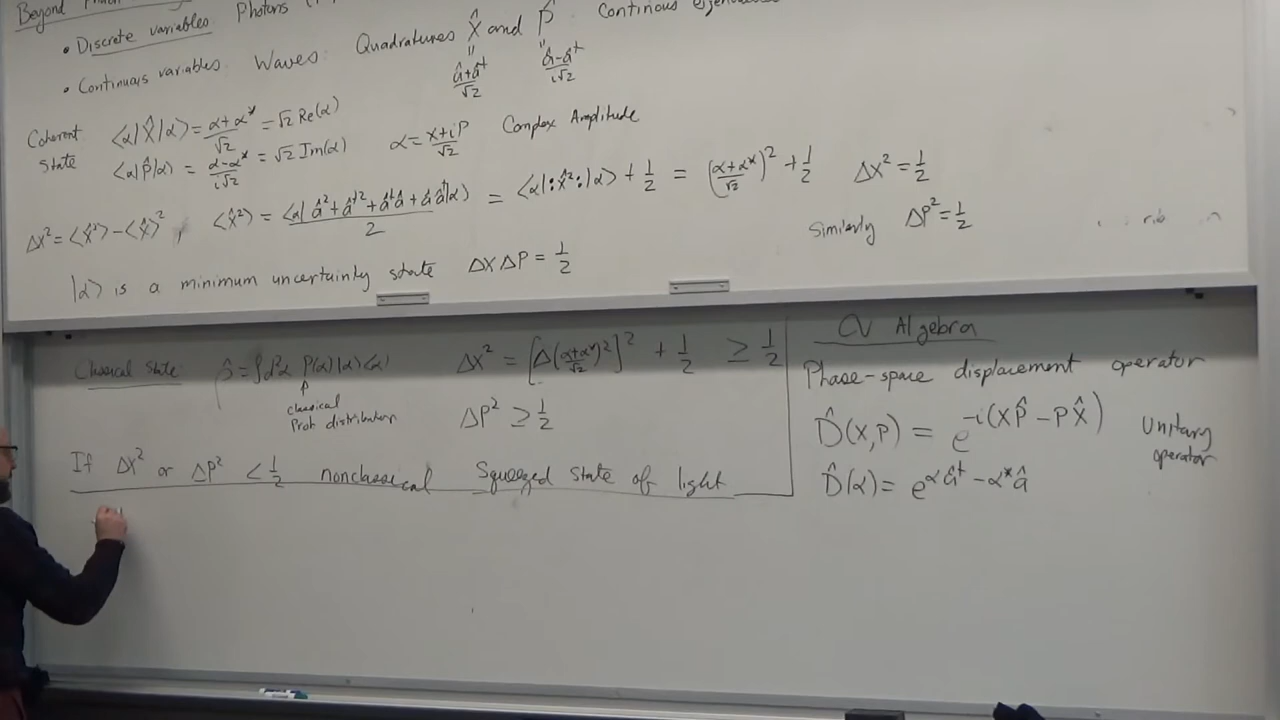 Beyond
• Discrete variables: Photons
• Continuous variables: Waves: Quadratures X̂ and P̂ Continous
X̂ = (â+â†)/√2 P̂ = (â-â†)/(i√2)
Coherent State
⟨α|X̂|α⟩ = (α+α*)/√2 = √2 Re(α)
⟨α|P̂|α⟩ = (α-α*)/(i√2) = √2 Im(α)
α = (x+iP)/√2 Complex Amplitude
Δx² = ⟨x̂²⟩ - ⟨x̂⟩², ⟨x̂²⟩ = ⟨α| â²+â†²+â†â+ââ†|α⟩/2 = ⟨α|:x̂²:|α⟩ + 1/2 = ((α+α*)/√2)² + 1/2 Δx² = 1/2
Similarly Δp² = 1/2
|α⟩ is a minimum uncertainty state Δx Δp = 1/2
Classical State: ρ̂ = ∫d²α P(α)|α⟩⟨α|
classical
Prob distribution
Δx² = [Δ((α+α*)/√2)²]² + 1/2 ≥ 1/2
Δp² ≥ 1/2
If Δx² or Δp² < 1/2 nonclassical Squeezed State of light
CV Algebra
Phase-space displacement operator
D̂(x,p) = e^{-i(xP̂ - pX̂)} Unitary operator
D̂(α) = e^{αâ† - α*â}